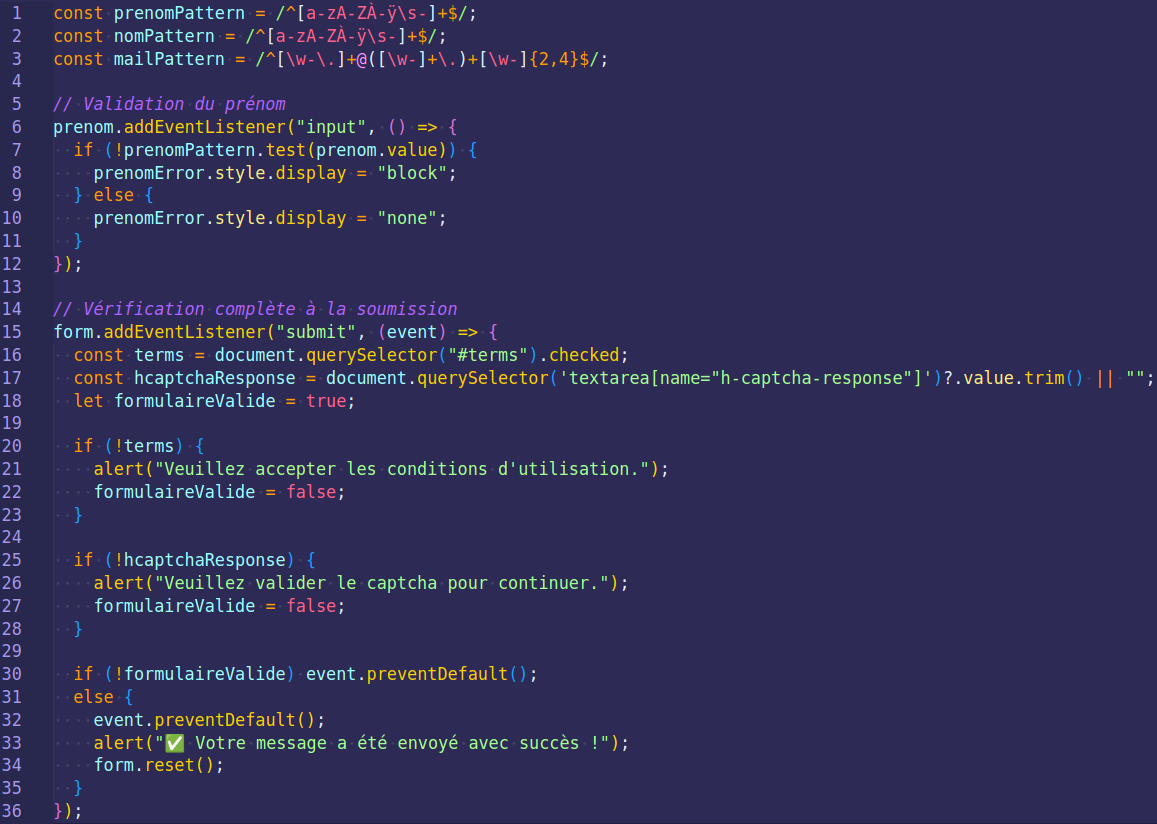 1 const prenomPattern = /^[a-zA-ZÀ-ÿ\s-]+$/;
2 const nomPattern = /^[a-zA-ZÀ-ÿ\s-]+$/;
3 const mailPattern = /^[\w-\.]+@([\w-]+\.)+[\w-]{2,4}$/;
4
5 // Validation du prénom
6 prenom.addEventListener("input", () => {
7   if (!prenomPattern.test(prenom.value)) {
8     prenomError.style.display = "block";
9   } else {
10     prenomError.style.display = "none";
11   }
12 });
13
14 // Vérification complète à la soumission
15 form.addEventListener("submit", (event) => {
16   const terms = document.querySelector("#terms").checked;
17   const hcaptchaResponse = document.querySelector('textarea[name="h-captcha-response"]')?.value.trim() || "";
18   let formulaireValide = true;
19
20   if (!terms) {
21     alert("Veuillez accepter les conditions d'utilisation.");
22     formulaireValide = false;
23   }
24
25   if (!hcaptchaResponse) {
26     alert("Veuillez valider le captcha pour continuer.");
27     formulaireValide = false;
28   }
29
30   if (!formulaireValide) event.preventDefault();
31   else {
32     event.preventDefault();
33     alert("✅ Votre message a été envoyé avec succès !");
34     form.reset();
35   }
36 });